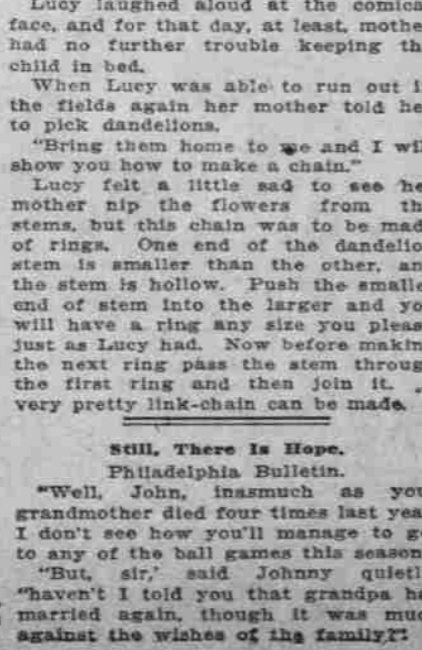 Lucy laughed aloud at the comica
face, and for that day, at least, mothe
had no further trouble keeping th
child in bed.
When Lucy was able to run out i
the fields again her mother told he
to pick dandelions.
"Bring them home to me and I wil
show you how to make a chain."
Lucy felt a little sad to see he
mother nip the flowers from th
stems, but this chain was to be mad
of rings. One end of the dandelio
stem is smaller than the other, an
the stem is hollow. Push the smalle
end of stem into the larger and yo
will have a ring any size you pleas
just as Lucy had. Now before makin
the next ring pass the stem throug
the first ring and then join it.
very pretty link-chain can be made.
Still, There Is Hope.
Philadelphia Bulletin.
"Well, John, inasmuch as you
grandmother died four times last yea
I don't see how you'll manage to ge
to any of the ball games this season
"But, sir,' said Johnny quietl
"haven't I told you that grandpa ha
married again, though it was muc
against the wishes of the family?"